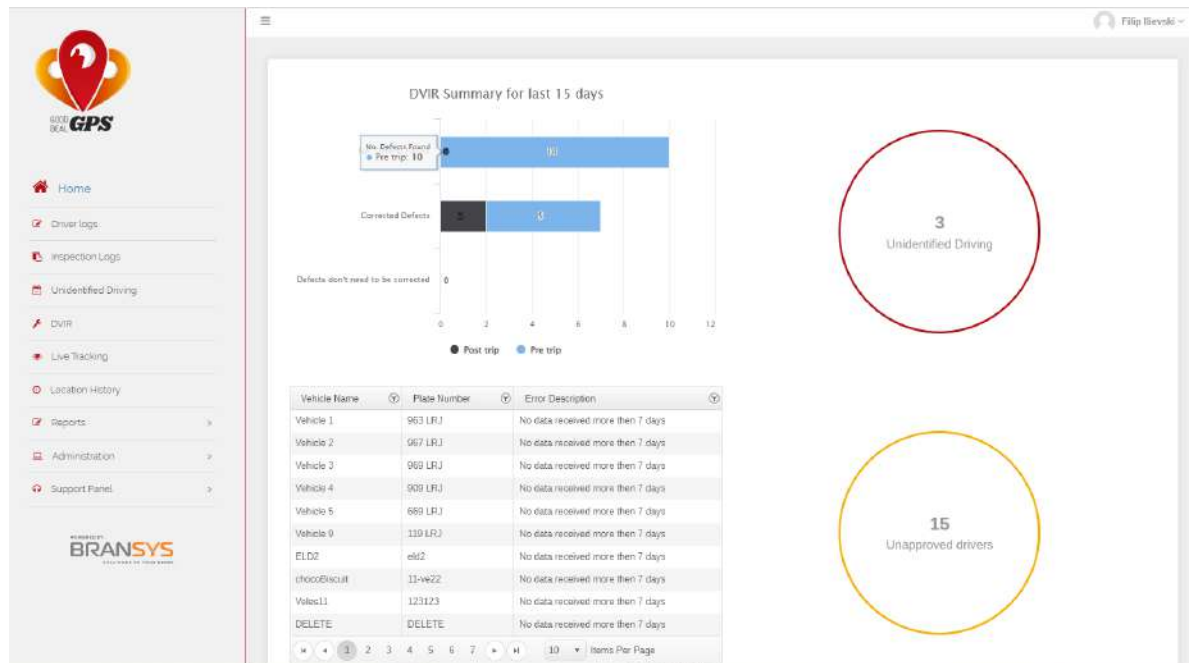 Filip Ilievski
GOOD
DEAL GPS
Home
Driver logs
Inspection Logs
Unidentified Driving
DVIR
Live Tracking
Location History
Reports
Administration
Support Panel
POWERED BY
BRANSYS
DVIR Summary for last 15 days
No Defects Found
Pre trip: 10
10
Corrected Defects
Defects don't need to be corrected 0
0 2 4 6 8 10 12
Post trip Pre trip
3
Unidentified Driving
Vehicle Name Plate Number Error Description
Vehicle 1 963 LRJ No data received more then 7 days
Vehicle 2 967 LRJ No data received more then 7 days
Vehicle 3 969 LRJ No data received more then 7 days
Vehicle 4 909 LRJ No data received more then 7 days
Vehicle 5 689 LRJ No data received more then 7 days
Vehicle 9 119 LRJ No data received more then 7 days
ELD2 eld2 No data received more then 7 days
chocoBiscuit 11-ve22 No data received more then 7 days
Veles11 123123 No data received more then 7 days
DELETE DELETE No data received more then 7 days
1 2 3 4 5 6 7 10 Items Per Page
15
Unapproved drivers